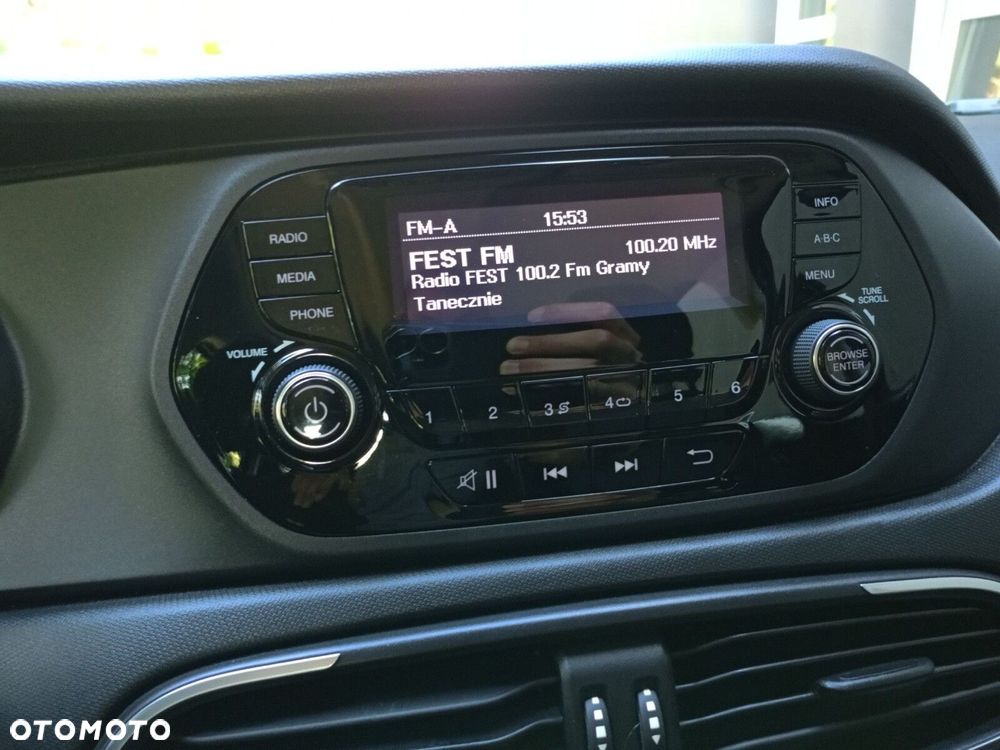 FM-A 15:53
FEST FM 100.20 MHz
Radio FEST 100.2 Fm Gramy
Tanecznie
RADIO
MEDIA
PHONE
VOLUME
INFO
A·B·C
MENU
TUNE
SCROLL
BROWSE
ENTER
1 2 3 4 5 6
OTOMOTO